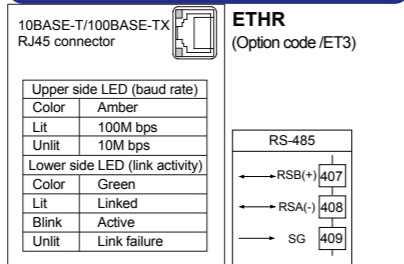 10BASE-T/100BASE-TX
RJ45 connector
ETHR
(Option code /ET3)
Upper side LED (baud rate)
Color Amber
Lit 100M bps
Unlit 10M bps
Lower side LED (link activity)
Color Green
Lit Linked
Blink Active
Unlit Link failure
RS-485
RSB(+) 407
RSA(-) 408
SG 409